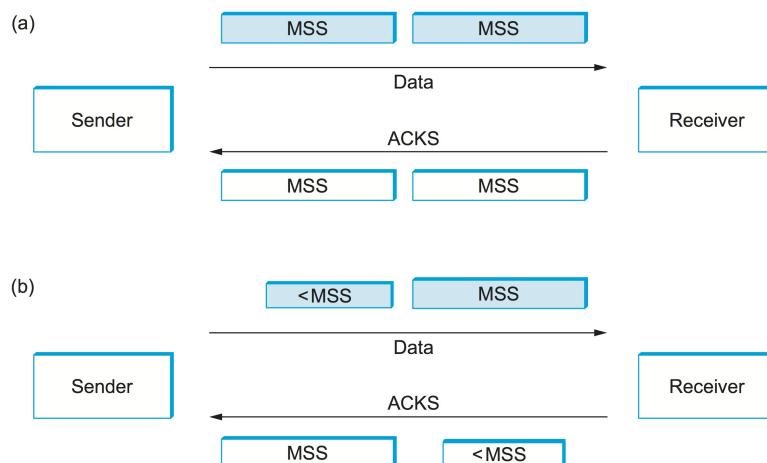 (a)
MSS MSS
Data
Sender
Receiver
ACKS
MSS MSS
(b)
<MSS MSS
Data
Sender
Receiver
ACKS
MSS <MSS